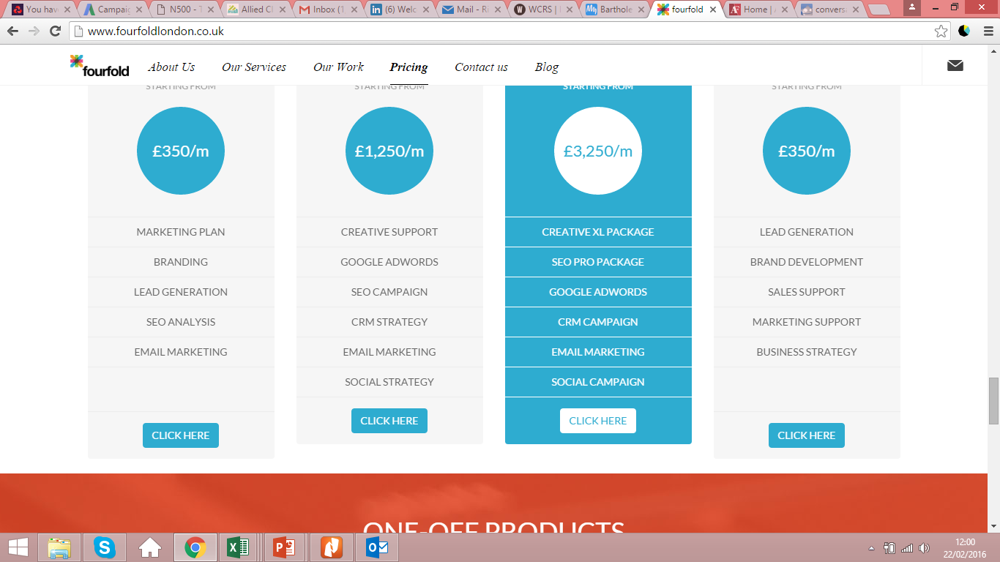 You hav
Campai
N500 - T
Allied Cl
Inbox (1
(6) Welc
Mail - Ri
WCRS |
Barthole
fourfold
Home |
convers
www.fourfoldlondon.co.uk
fourfold About Us Our Services Our Work Pricing Contact us Blog
STARTING FROM STARTING FROM STARTING FROM STARTING FROM
£350/m £1,250/m £3,250/m £350/m
MARKETING PLAN CREATIVE SUPPORT CREATIVE XL PACKAGE LEAD GENERATION
BRANDING GOOGLE ADWORDS SEO PRO PACKAGE BRAND DEVELOPMENT
LEAD GENERATION SEO CAMPAIGN GOOGLE ADWORDS SALES SUPPORT
SEO ANALYSIS CRM STRATEGY CRM CAMPAIGN MARKETING SUPPORT
EMAIL MARKETING EMAIL MARKETING EMAIL MARKETING BUSINESS STRATEGY
SOCIAL STRATEGY SOCIAL CAMPAIGN
CLICK HERE CLICK HERE
CLICK HERE CLICK HERE
ONE-OFF PRODUCTS
12:00
22/02/2016